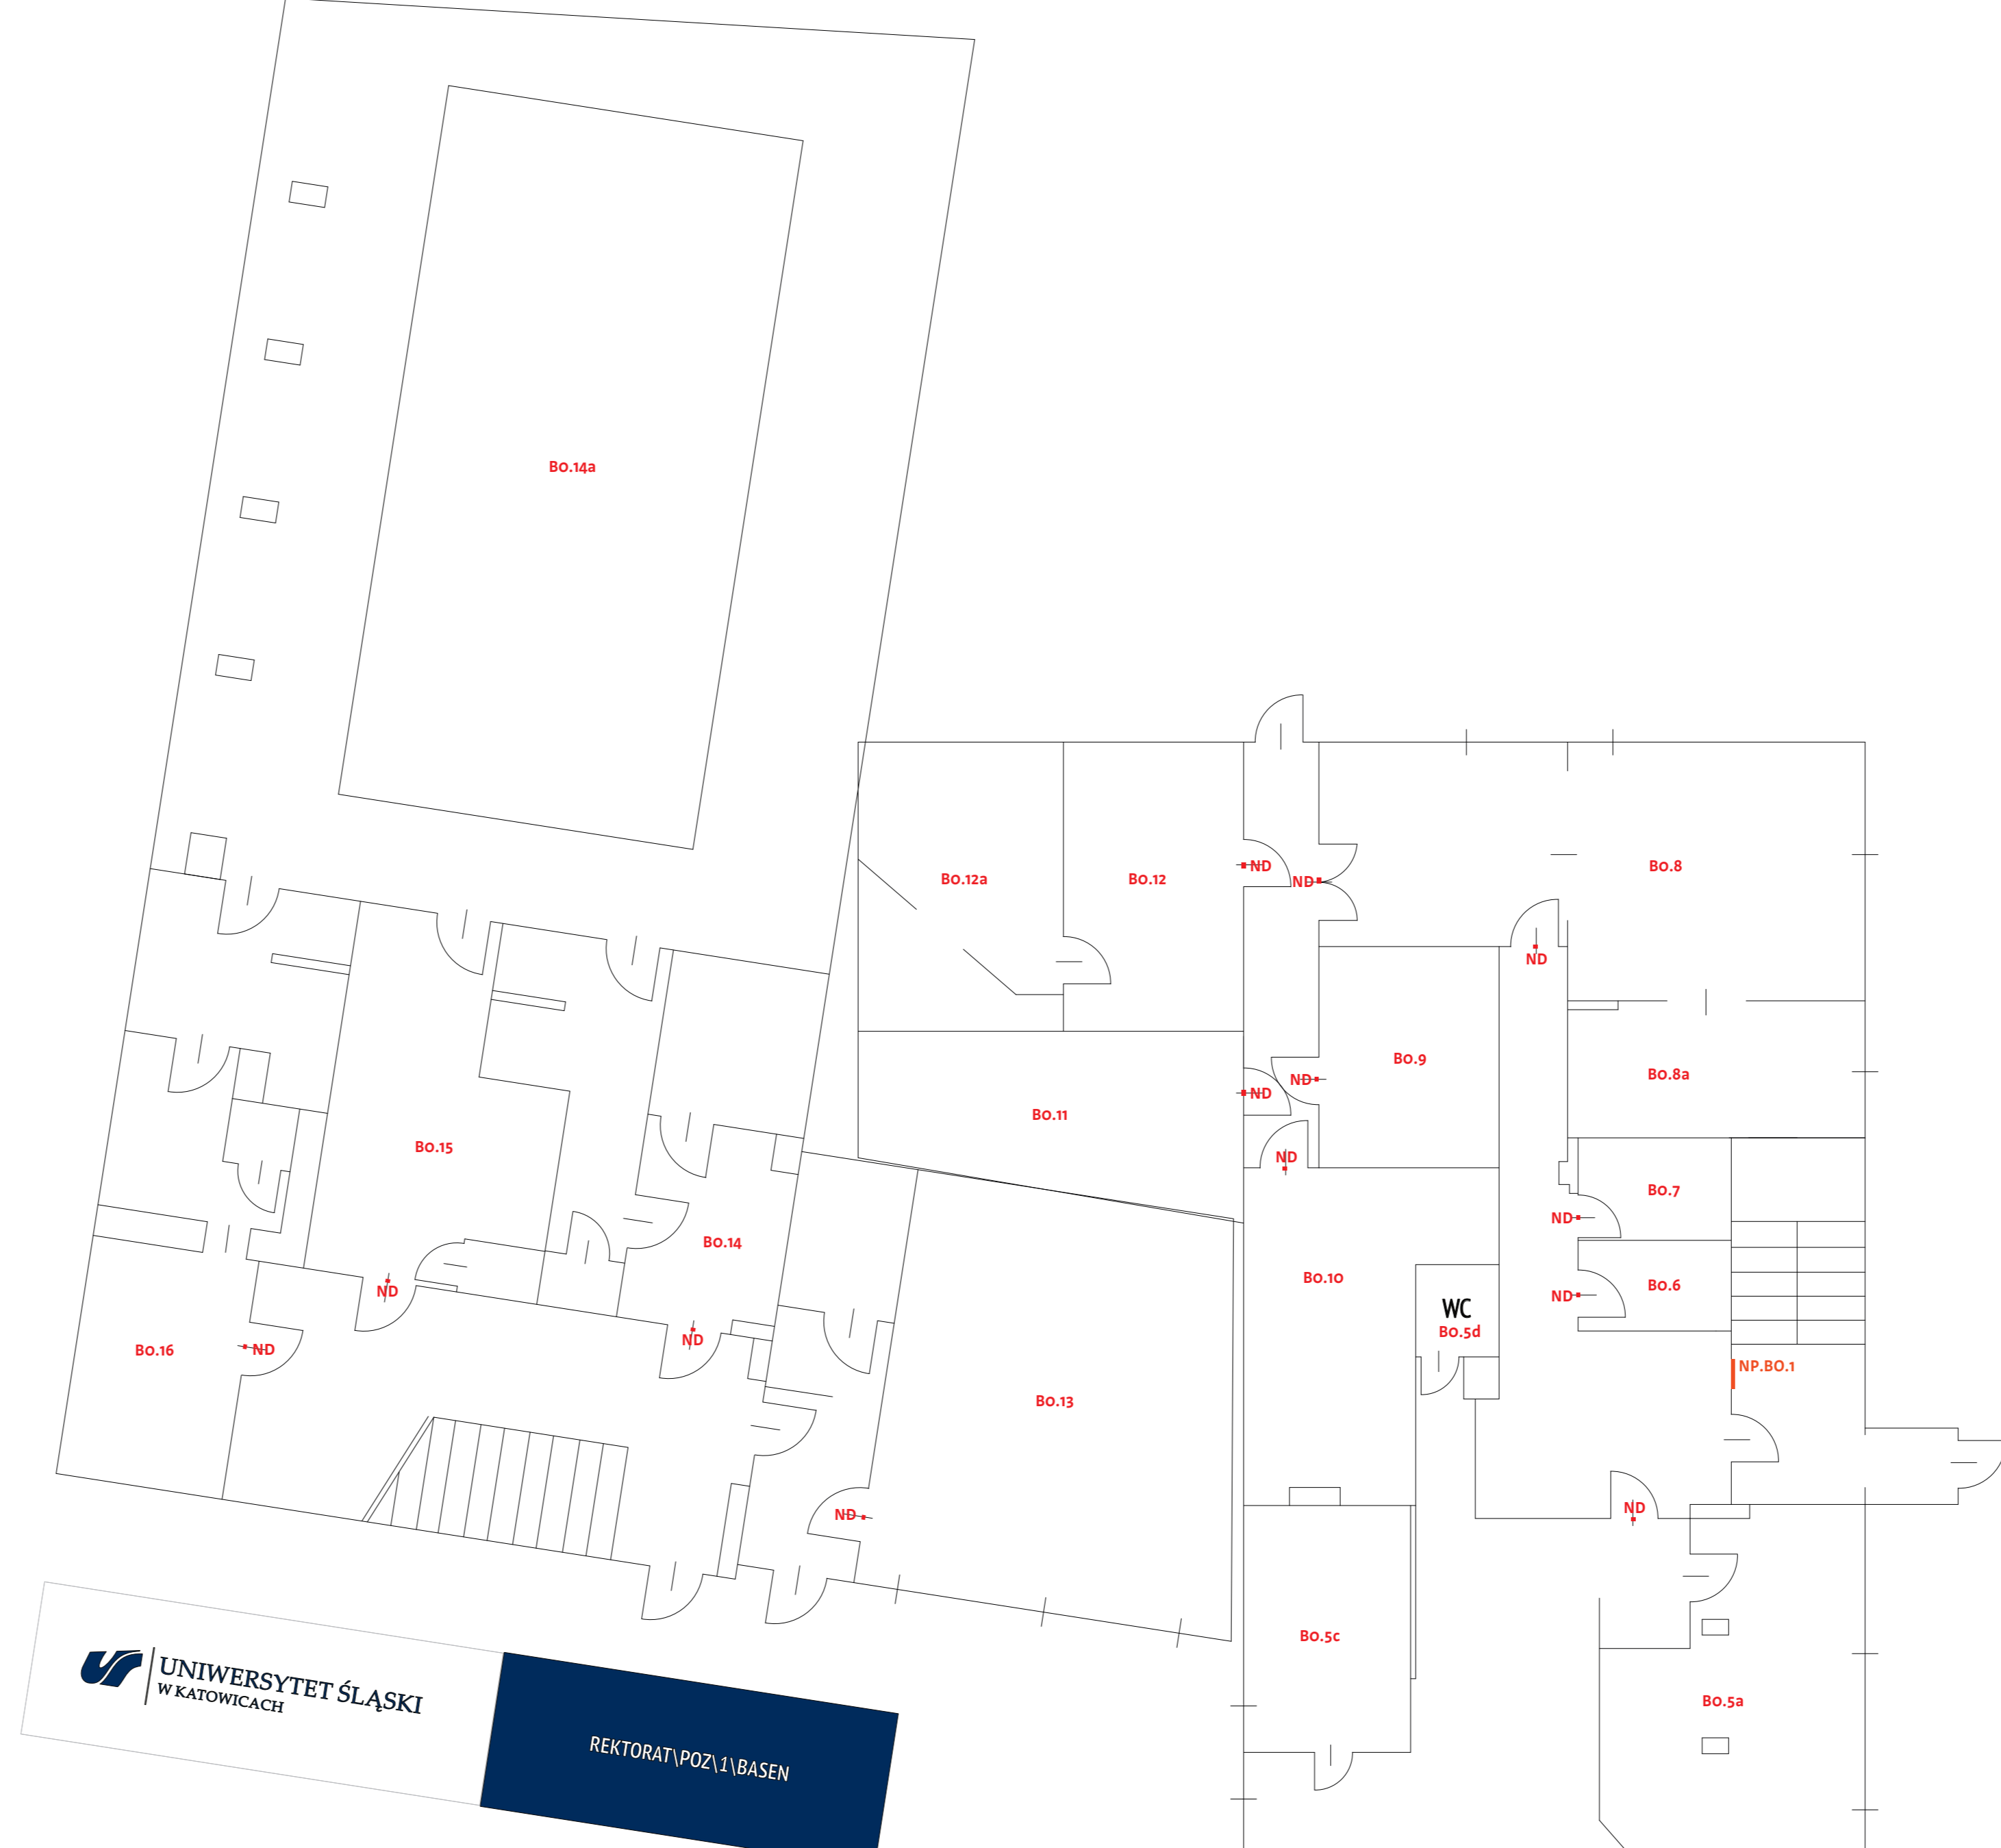 B0.14a
B0.12a
B0.12
ND
ND
B0.8
ND
B0.9
ND
B0.8a
ND
B0.11
B0.15
ND
B0.7
ND
B0.14
B0.10
B0.6
ND
ND
WC
B0.5d
ND
B0.16
ND
NP.BO.1
B0.13
ND
ND
B0.5c
B0.5a
UNIWERSYTET ŚLĄSKI
W KATOWICACH
REKTORAT\POZ\1\BASEN